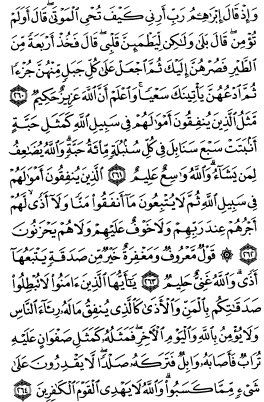 وَإِذْ قَالَ إِبْرَٰهِـۧمُ رَبِّ أَرِنِى كَيْفَ تُحْىِ ٱلْمَوْتَىٰ قَالَ أَوَلَمْ
تُؤْمِن قَالَ بَلَىٰ وَلَٰكِن لِّيَطْمَئِنَّ قَلْبِى قَالَ فَخُذْ أَرْبَعَةً مِّنَ
ٱلطَّيْرِ فَصُرْهُنَّ إِلَيْكَ ثُمَّ ٱجْعَلْ عَلَىٰ كُلِّ جَبَلٍ مِّنْهُنَّ جُزْءًا
ثُمَّ ٱدْعُهُنَّ يَأْتِينَكَ سَعْيًا وَٱعْلَمْ أَنَّ ٱللَّهَ عَزِيزٌ حَكِيمٌ ٢٦٠
مَّثَلُ ٱلَّذِينَ يُنفِقُونَ أَمْوَٰلَهُمْ فِى سَبِيلِ ٱللَّهِ كَمَثَلِ حَبَّةٍ
أَنۢبَتَتْ سَبْعَ سَنَابِلَ فِى كُلِّ سُنۢبُلَةٍ مِّا۟ئَةُ حَبَّةٍ وَٱللَّهُ يُضَٰعِفُ
لِمَن يَشَآءُ وَٱللَّهُ وَٰسِعٌ عَلِيمٌ ٢٦١ ٱلَّذِينَ يُنفِقُونَ أَمْوَٰلَهُمْ
فِى سَبِيلِ ٱللَّهِ ثُمَّ لَا يُتْبِعُونَ مَآ أَنفَقُوا۟ مَنًّا وَلَآ أَذًى لَّهُمْ
أَجْرُهُمْ عِندَ رَبِّهِمْ وَلَا خَوْفٌ عَلَيْهِمْ وَلَا هُمْ يَحْزَنُونَ
٢٦٢ قَوْلٌ مَّعْرُوفٌ وَمَغْفِرَةٌ خَيْرٌ مِّن صَدَقَةٍ يَتْبَعُهَآ
أَذًى وَٱللَّهُ غَنِىٌّ حَلِيمٌ ٢٦٣ يَٰٓأَيُّهَا ٱلَّذِينَ ءَامَنُوا۟ لَا تُبْطِلُوا۟
صَدَقَٰتِكُم بِٱلْمَنِّ وَٱلْأَذَىٰ كَٱلَّذِى يُنفِقُ مَالَهُۥ رِئَآءَ ٱلنَّاسِ
وَلَا يُؤْمِنُ بِٱللَّهِ وَٱلْيَوْمِ ٱلْءَاخِرِ فَمَثَلُهُۥ كَمَثَلِ صَفْوَانٍ عَلَيْهِ
تُرَابٌ فَأَصَابَهُۥ وَابِلٌ فَتَرَكَهُۥ صَلْدًا لَّا يَقْدِرُونَ عَلَىٰ
شَىْءٍ مِّمَّا كَسَبُوا۟ وَٱللَّهُ لَا يَهْدِى ٱلْقَوْمَ ٱلْكَٰفِرِينَ ٢٦٤